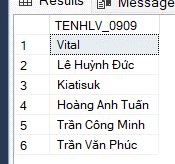 Results
Message
TENHLV_0909
1 Vital
2 Lê Huỳnh Đức
3 Kiatisuk
4 Hoàng Anh Tuấn
5 Trần Công Minh
6 Trần Văn Phúc